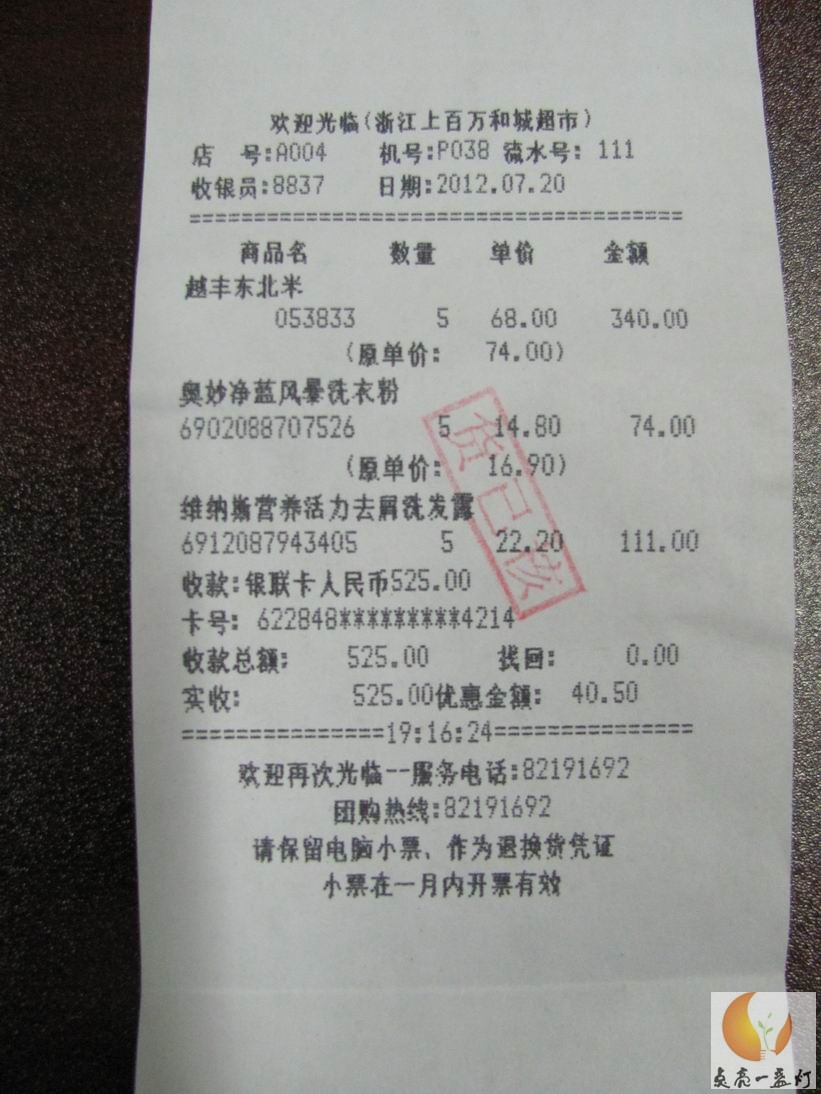 欢迎光临(浙江上百万和城超市)
店 号:A004 机号:P038 流水号: 111
收银员:8837 日期:2012.07.20
========================================
商品名 数量 单价 金额
越丰东北米
053833 5 68.00 340.00
(原单价: 74.00)
奥妙净蓝风暴洗衣粉
6902088707526 5 14.80 74.00
(原单价: 16.90)
维纳斯营养活力去屑洗发露
6912087943405 5 22.20 111.00
货已核
收款:银联卡人民币525.00
卡号: 622848*********4214
收款总额: 525.00 找回: 0.00
实收: 525.00优惠金额: 40.50
================19:16:24================
欢迎再次光临--服务电话:82191692
团购热线:82191692
请保留电脑小票、作为退换货凭证
小票在一月内开票有效
点亮一盏灯